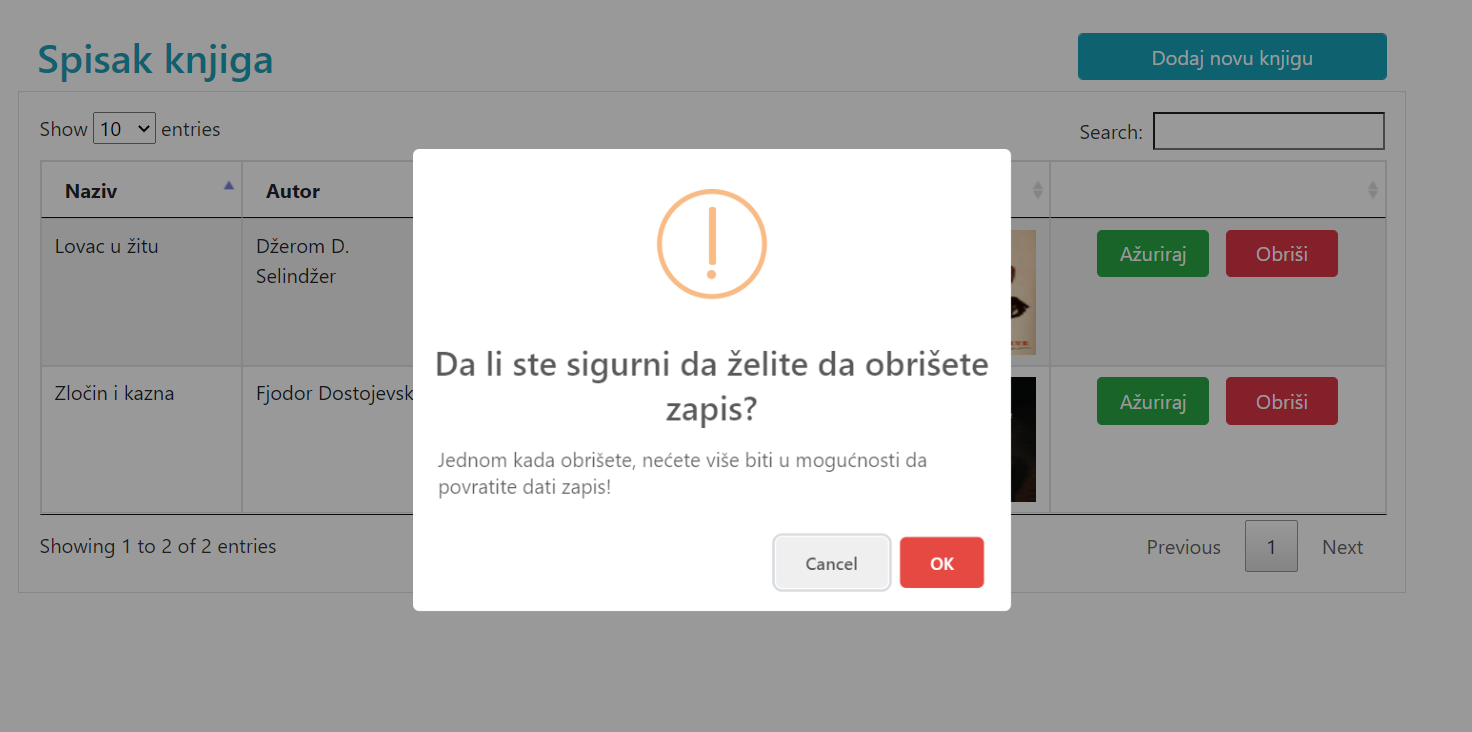 Spisak knjiga
Dodaj novu knjigu
Show 10 entries
Search:
Naziv
Autor
Lovac u žitu
Džerom D.
Selindžer
Ažuriraj
Obriši
Zločin i kazna
Fjodor Dostojevsk
Ažuriraj
Obriši
Da li ste sigurni da želite da obrišete
zapis?
Jednom kada obrišete, nećete više biti u mogućnosti da
povratite dati zapis!
Cancel
OK
Showing 1 to 2 of 2 entries
Previous
1
Next